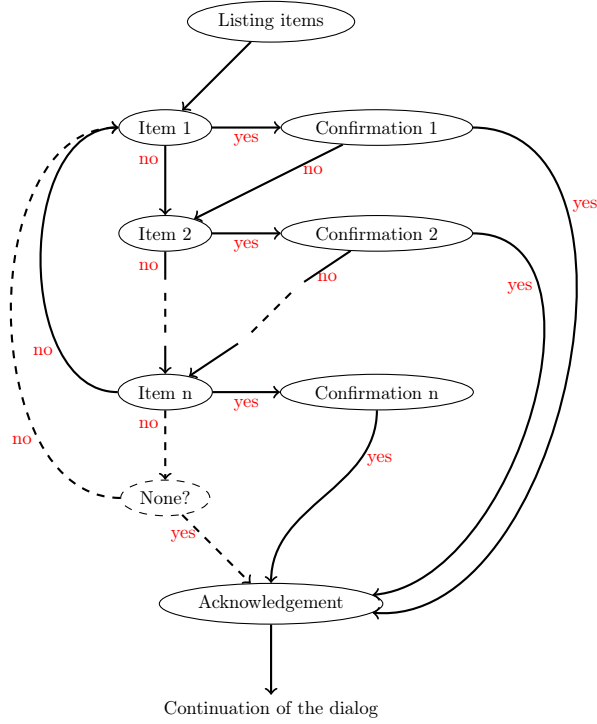 Listing items
Item 1
yes
Confirmation 1
no
no
yes
Item 2
yes
Confirmation 2
no
no
yes
no
Item n
yes
Confirmation n
no
yes
no
None?
yes
Acknowledgement
Continuation of the dialog